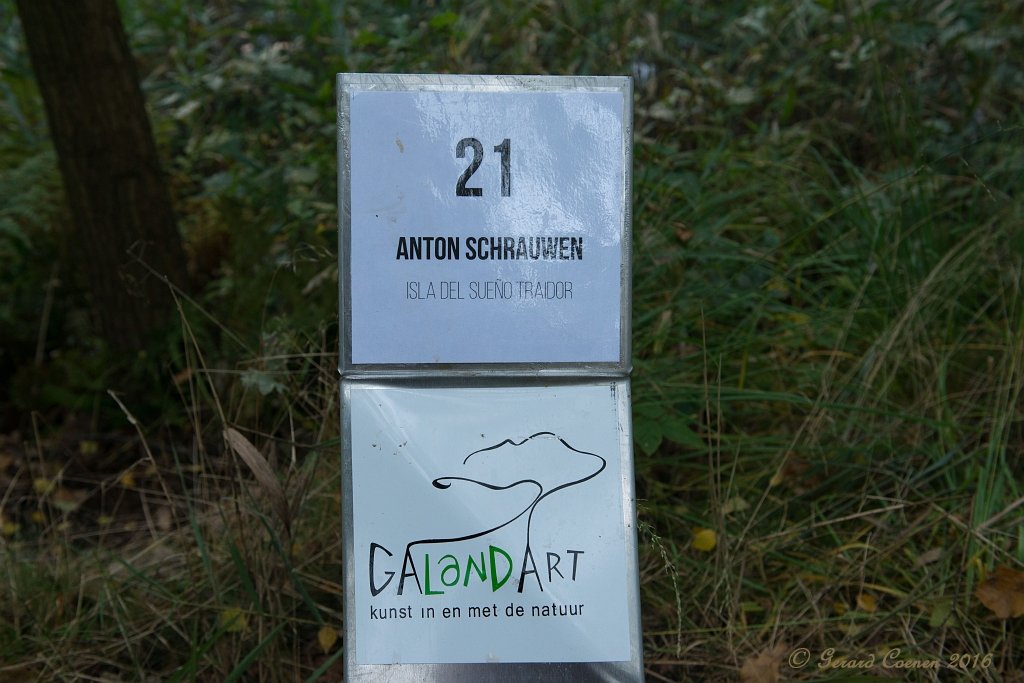 21
ANTON SCHRAUWEN
ISLA DEL SUEÑO TRAIDOR
GALANDART
kunst in en met de natuur
© Gerard Coenen 2016